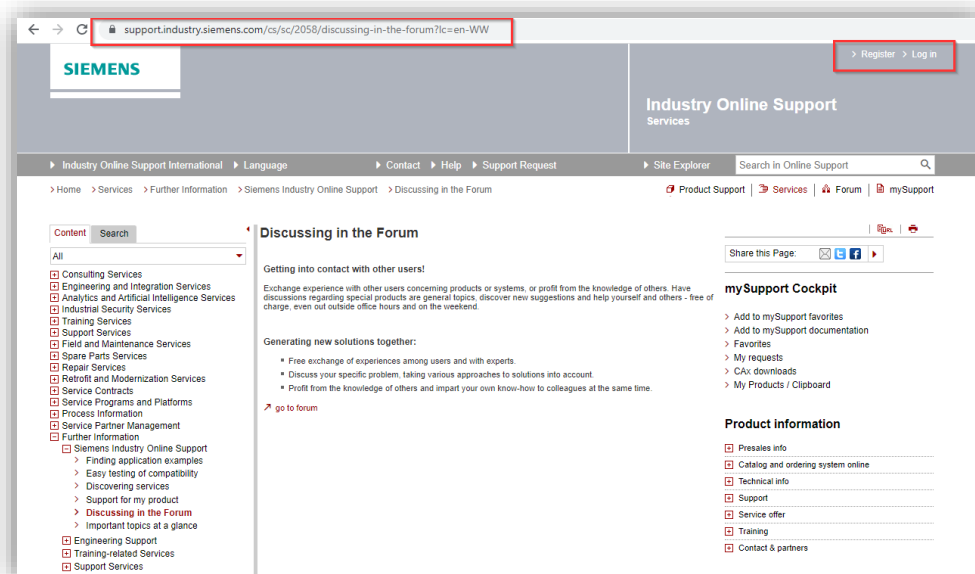 support.industry.siemens.com/cs/sc/2058/discussing-in-the-forum?lc=en-WW
> Register > Log in
SIEMENS
Industry Online Support
Services
Industry Online Support International Language Contact Help Support Request Site Explorer Search in Online Support
>Home >Services >Further Information >Siemens Industry Online Support >Discussing in the Forum
Product Support | Services | Forum | mySupport
Content Search
All
Consulting Services
Engineering and Integration Services
Analytics and Artificial Intelligence Services
Industrial Security Services
Training Services
Support Services
Field and Maintenance Services
Spare Parts Services
Repair Services
Retrofit and Modernization Services
Service Contracts
Service Programs and Platforms
Process Information
Service Partner Management
Further Information
Siemens Industry Online Support
> Finding application examples
> Easy testing of compatibility
> Discovering services
> Support for my product
> Discussing in the Forum
> Important topics at a glance
Engineering Support
Training-related Services
Support Services
Discussing in the Forum
Getting into contact with other users!
Exchange experience with other users concerning products or systems, or profit from the knowledge of others. Have
discussions regarding special products are general topics, discover new suggestions and help yourself and others - free of
charge, even out outside office hours and on the weekend.
Generating new solutions together:
Free exchange of experiences among users and with experts.
Discuss your specific problem, taking various approaches to solutions into account.
Profit from the knowledge of others and impart your own know-how to colleagues at the same time.
go to forum
Share this Page:
mySupport Cockpit
> Add to mySupport favorites
> Add to mySupport documentation
> Favorites
> My requests
> CAx downloads
> My Products / Clipboard
Product information
Presales info
Catalog and ordering system online
Technical info
Support
Service offer
Training
Contact & partners